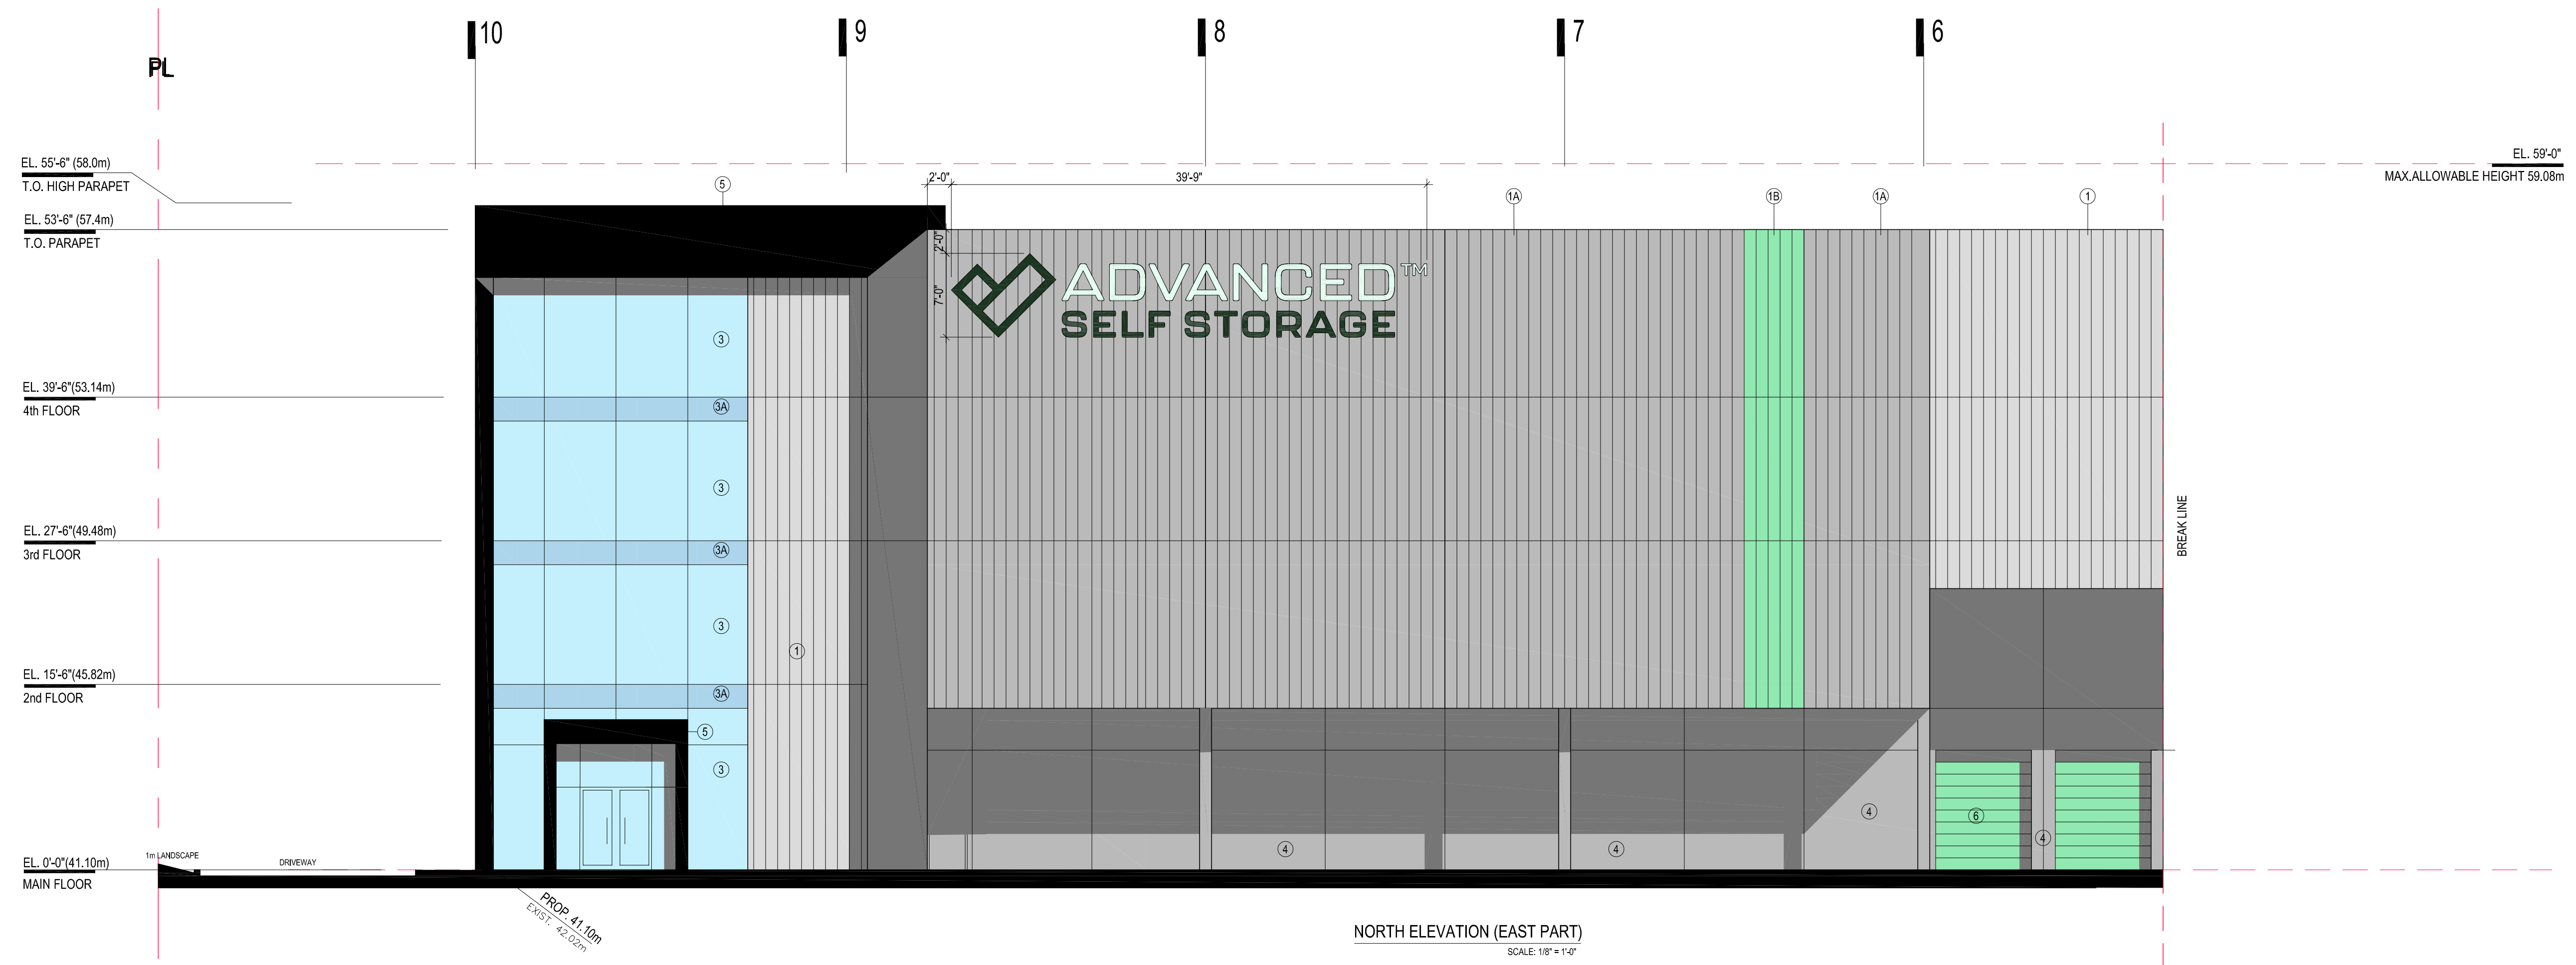 10
9
8
7
6
PL
EL. 55'-6" (58.0m)
T.O. HIGH PARAPET
EL. 59'-0"
MAX.ALLOWABLE HEIGHT 59.08m
5
2'-0"
39'-9"
1A
1B
1A
1
EL. 53'-6" (57.4m)
T.O. PARAPET
2'-0"
7'-0"
ADVANCED™
SELF STORAGE
3
EL. 39'-6"(53.14m)
4th FLOOR
3A
3
EL. 27'-6"(49.48m)
3rd FLOOR
3A
BREAK LINE
3
1
EL. 15'-6"(45.82m)
2nd FLOOR
3A
5
3
4
4
4
6
4
EL. 0'-0"(41.10m)
MAIN FLOOR
1m LANDSCAPE
DRIVEWAY
PROP. 41.10m
EXIST. 42.02m
NORTH ELEVATION (EAST PART)
SCALE: 1/8" = 1'-0"